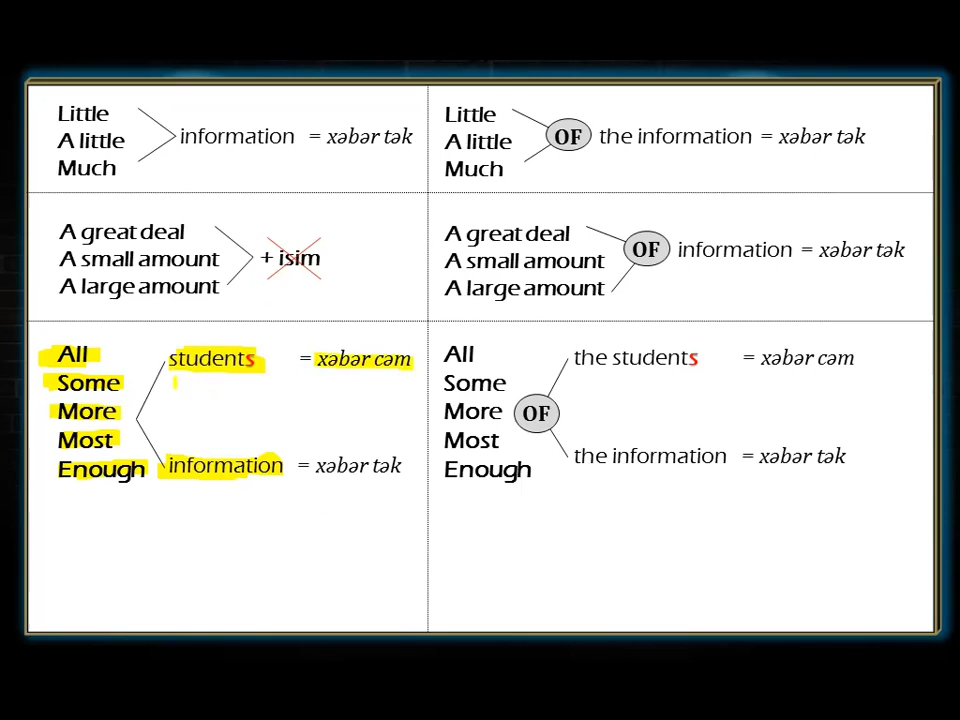 Little
A little
Much
information = xəbər tək
Little
A little
Much
OF
the information = xəbər tək
A great deal
A small amount
A large amount
+ isim
A great deal
A small amount
A large amount
OF
information = xəbər tək
All
Some
More
Most
Enough
students = xəbər cəm
information = xəbər tək
All
Some
More
Most
Enough
OF
the students = xəbər cəm
the information = xəbər tək